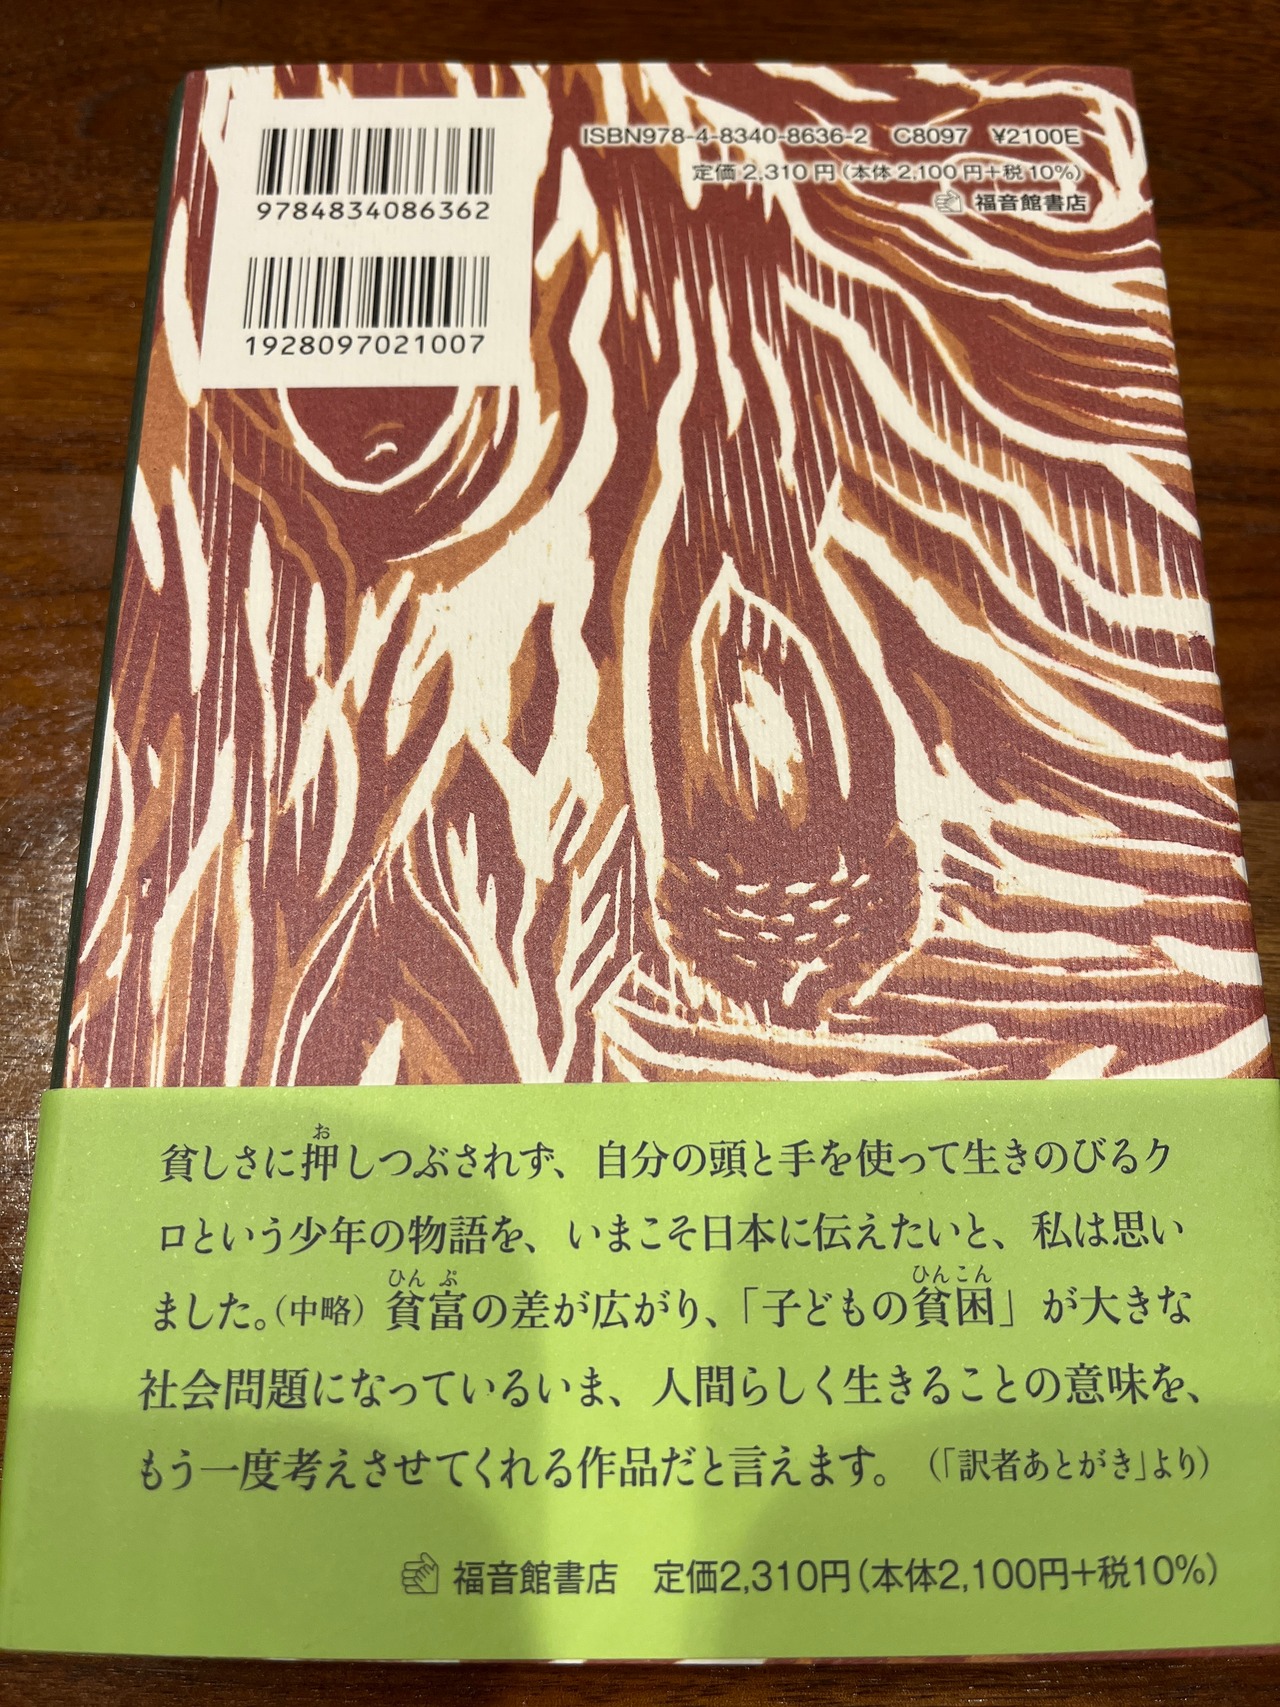 9784834086362
1928097021007
ISBN978-4-8340-8636-2 C8097 ¥2100E
定価 2,310 円(本体 2,100 円+税 10%)
福音館書店
貧しさに押しつぶされず、自分の頭と手を使って生きのびるク
お
ロという少年の物語を、いまこそ日本に伝えたいと、私は思い
ました。(中略)貧富の差が広がり、「子どもの貧困」が大きな
ひん ぷ ひんこん
社会問題になっているいま、人間らしく生きることの意味を、
もう一度考えさせてくれる作品だと言えます。(「訳者あとがき」より)
福音館書店 定価2,310円(本体2,100円+税10%)